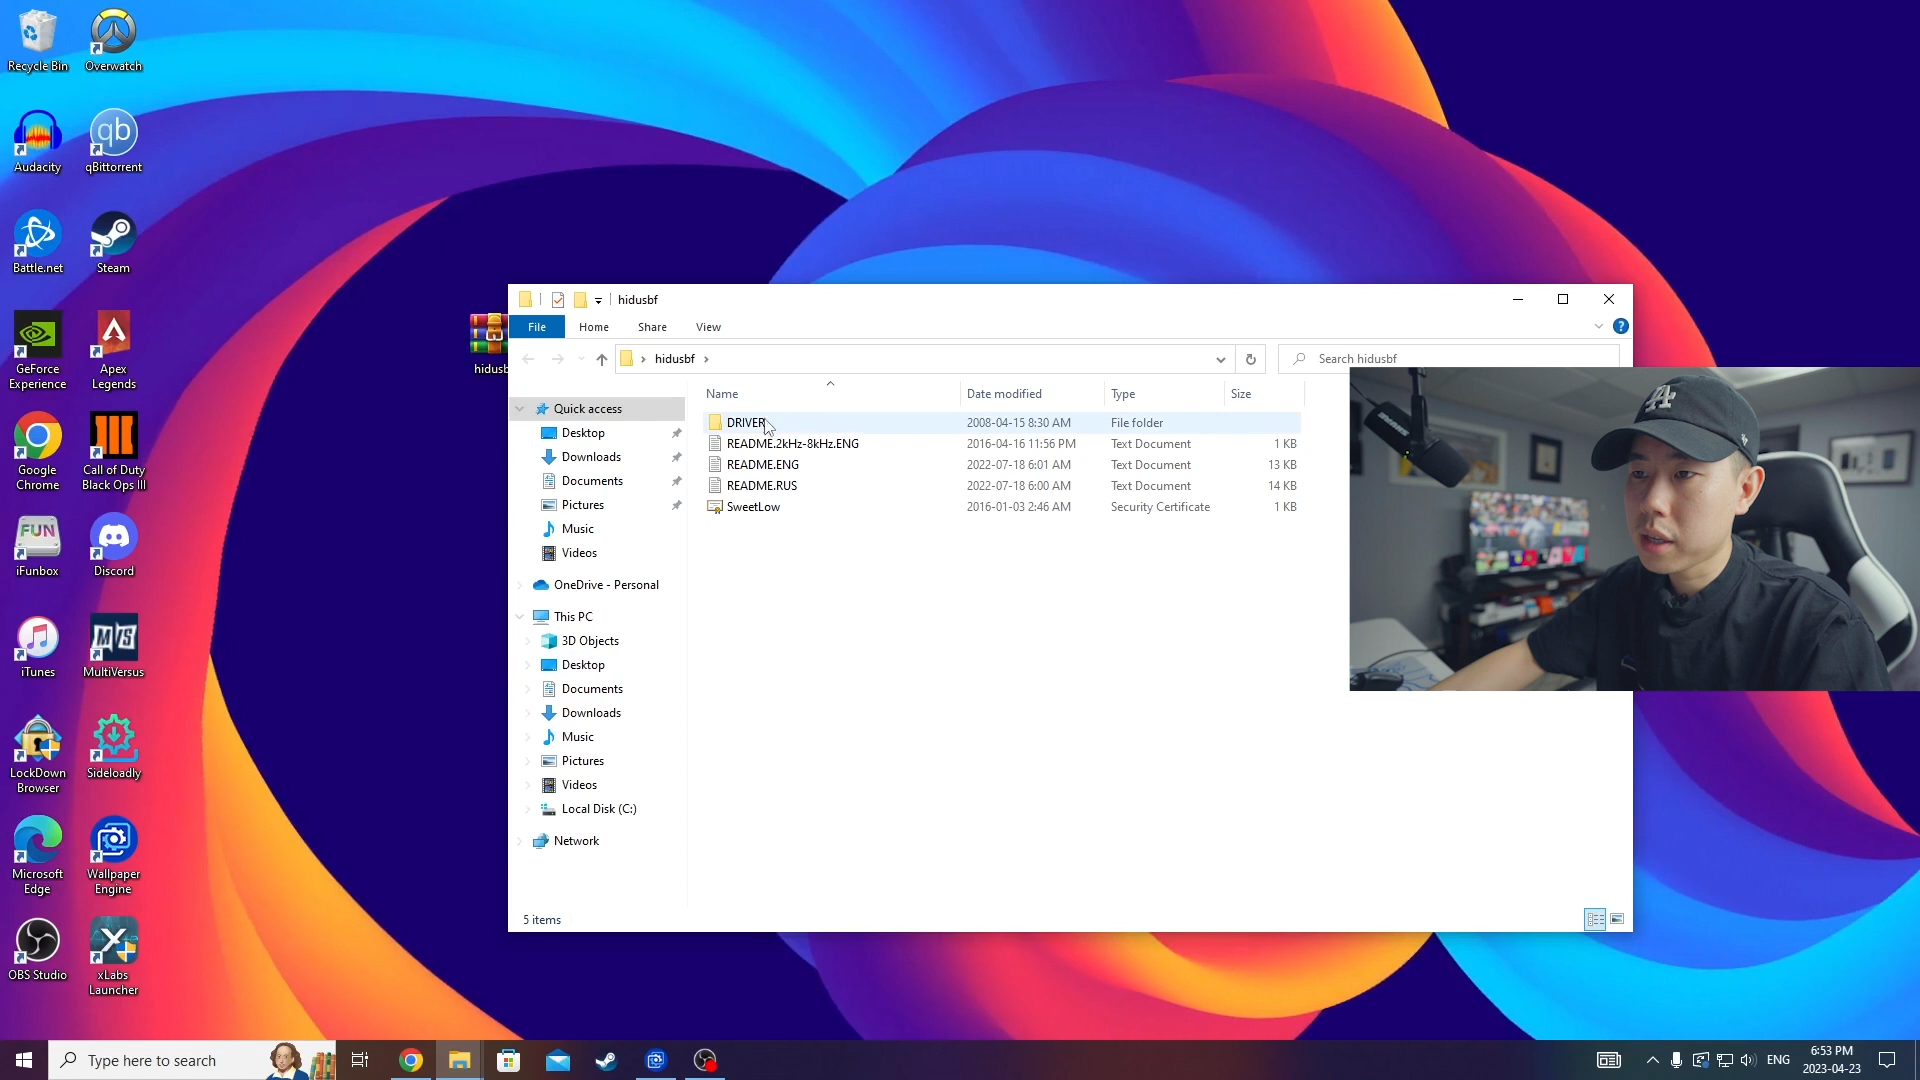 Recycle Bin
Overwatch
Audacity
qb
qBittorrent
Battle.net
Steam
GeForce
Experience
Apex
Legends
Google
Chrome
Call of Duty
Black Ops III
FUN
iFunbox
Discord
iTunes
MultiVersus
LockDown
Browser
Sideloadly
Microsoft
Edge
Wallpaper
Engine
OBS Studio
xLabs
Launcher
hidusb
hidusbf
File
Home
Share
View
hidusbf
Search hidusbf
Name
Date modified
Type
Size
Quick access
Desktop
Downloads
Documents
Pictures
Music
Videos
OneDrive - Personal
This PC
3D Objects
Desktop
Documents
Downloads
Music
Pictures
Videos
Local Disk (C:)
Network
DRIVER 2008-04-15 8:30 AM File folder
README.2kHz-8kHz.ENG 2016-04-16 11:56 PM Text Document 1 KB
README.ENG 2022-07-18 6:01 AM Text Document 13 KB
README.RUS 2022-07-18 6:00 AM Text Document 14 KB
SweetLow 2016-01-03 2:46 AM Security Certificate 1 KB
5 items
Type here to search
ENG
6:53 PM
2023-04-23